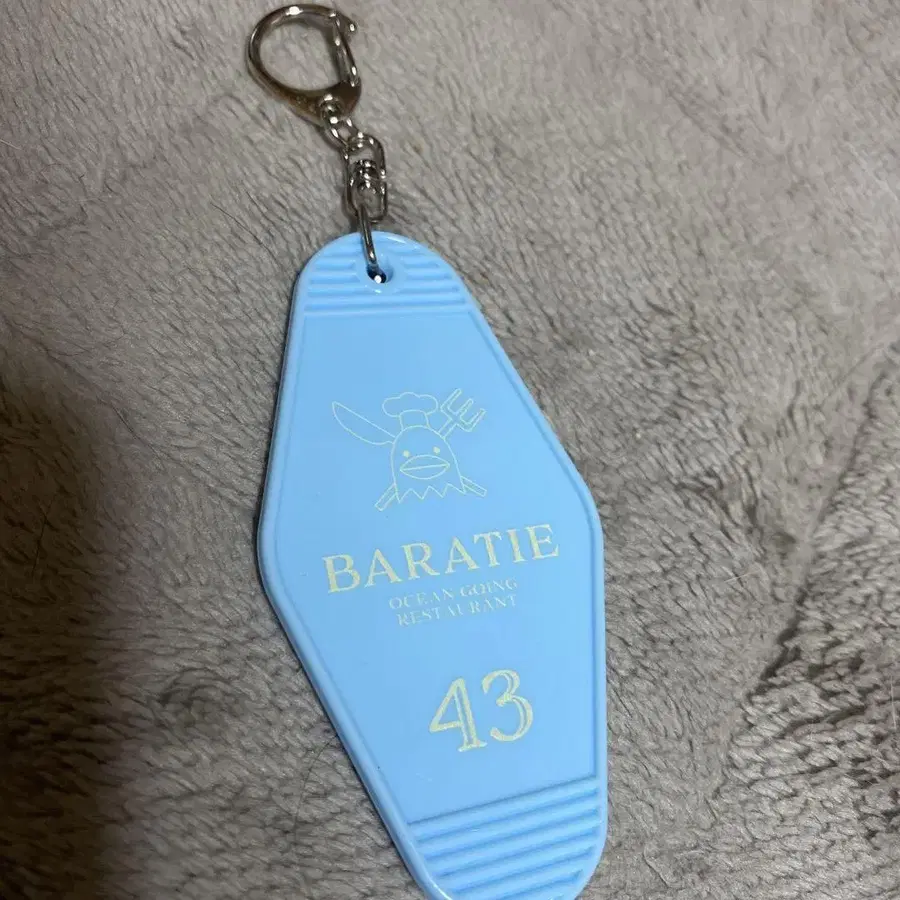 BARATIE
OCEAN GOING
RESTAURANT
43